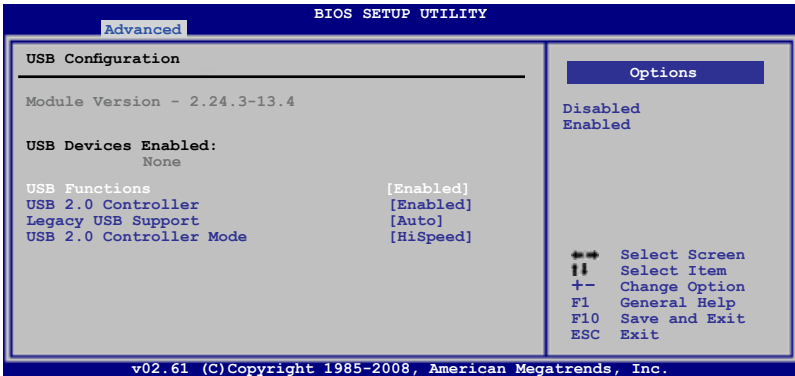 BIOS SETUP UTILITY
Advanced
USB Configuration
Module Version - 2.24.3-13.4
USB Devices Enabled:
None
USB Functions [Enabled]
USB 2.0 Controller [Enabled]
Legacy USB Support [Auto]
USB 2.0 Controller Mode [HiSpeed]
Options
Disabled
Enabled
←→ Select Screen
↑↓ Select Item
+- Change Option
F1 General Help
F10 Save and Exit
ESC Exit
v02.61 (C)Copyright 1985-2008, American Megatrends, Inc.